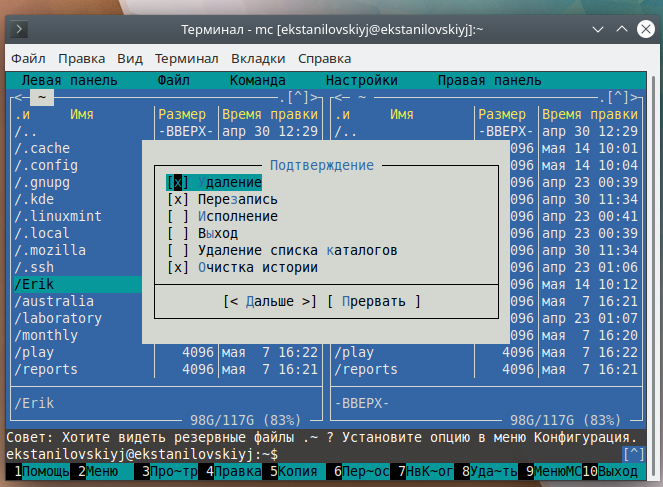 Терминал - mc [ekstanilovskiyj@ekstanilovskiyj]:~
Файл Правка Вид Терминал Вкладки Справка
Левая панель Файл Команда Настройки Правая панель
<— ~ .[^]> <— ~ .[^]>
.и Имя Размер Время правки .и Имя Размер Время правки
/.. -ВВЕРХ- апр 30 12:29 /.. -ВВЕРХ- апр 30 12:29
/.cache 096 мая 14 10:01
/.config Подтверждение 096 мая 14 10:04
/.gnupg [x] Удаление 096 апр 23 00:39
/.kde [x] Перезапись 096 апр 30 11:34
/.linuxmint [ ] Исполнение 096 апр 23 00:41
/.local [ ] Выход 096 апр 23 00:39
/.mozilla [ ] Удаление списка каталогов 096 апр 30 11:34
/.ssh [x] Очистка истории 096 апр 23 01:06
/Erik 096 мая 14 10:12
/australia [< Дальше >] [ Прервать ] 096 мая 7 16:21
/laboratory 096 апр 23 01:07
/monthly 096 мая 7 16:20
/play 4096 мая 7 16:22 /play 4096 мая 7 16:22
/reports 4096 мая 7 16:21 /reports 4096 мая 7 16:21
/Erik -ВВЕРХ-
98G/117G (83%) 98G/117G (83%)
Совет: Хотите видеть резервные файлы .~ ? Установите опцию в меню Конфигурация.
ekstanilovskiyj@ekstanilovskiyj:~$ [^]
1Помощь 2Меню 3Про~тр 4Правка 5Копия 6Пер~ос 7НвК~ог 8Уда~ть 9МенюMC 10Выход